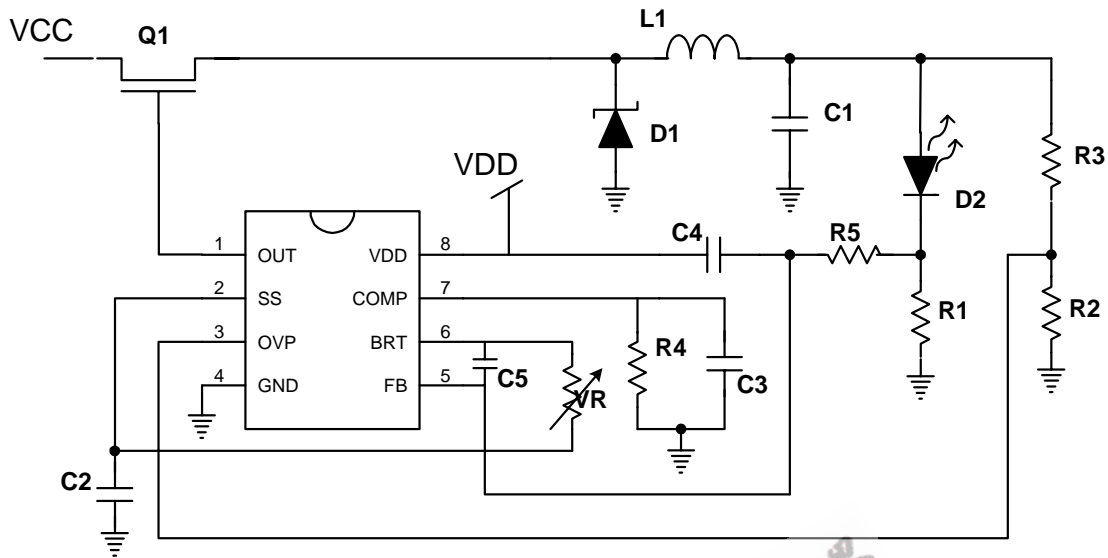 L1
VCC
Q1
C1
D1
R3
VDD
D2
C4
R5
1 OUT VDD 8
2 SS COMP 7
3 OVP BRT 6
4 GND FB 5
R1
R2
R4
C5
C3
VR
C2